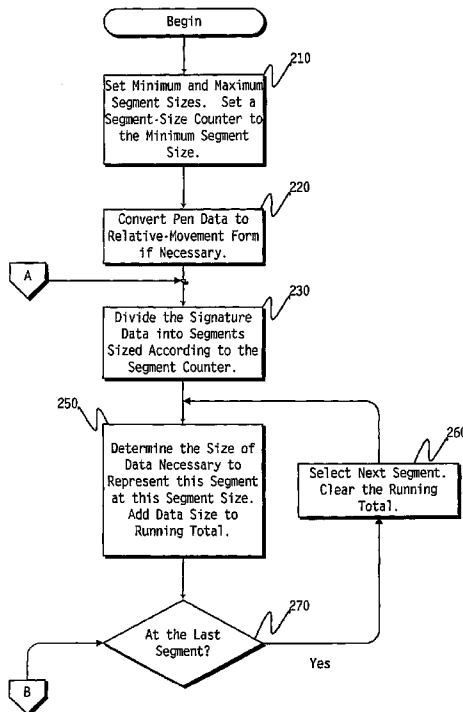 Begin
210
Set Minimum and Maximum
Segment Sizes. Set a
Segment-Size Counter to
the Minimum Segment
Size.
220
Convert Pen Data to
Relative-Movement Form
if Necessary.
A
230
Divide the Signature
Data into Segments
Sized According to the
Segment Counter.
250
Determine the Size of
Data Necessary to
Represent this Segment
at this Segment Size.
Add Data Size to
Running Total.
260
Select Next Segment.
Clear the Running
Total.
270
At the Last
Segment?
Yes
B